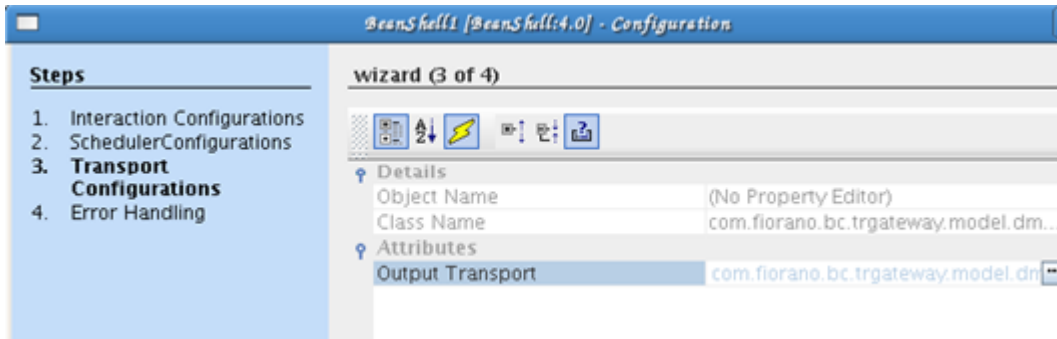 BeanShell1 [BeanShell:4.0] - Configuration
Steps
1. Interaction Configurations
2. SchedulerConfigurations
3. Transport
Configurations
4. Error Handling
wizard (3 of 4)
Details
Object Name (No Property Editor)
Class Name com.fiorano.bc.trgateway.model.dm...
Attributes
Output Transport com.fiorano.bc.trgateway.model.dm